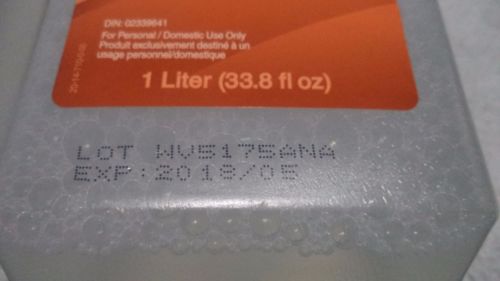 DIN: 02339641
For Personal / Domestic Use Only
Produit exclusivement destiné à un
usage personnel/domestique
1 Liter (33.8 fl oz)
LOT WV5175ANA
EXP:2018/05